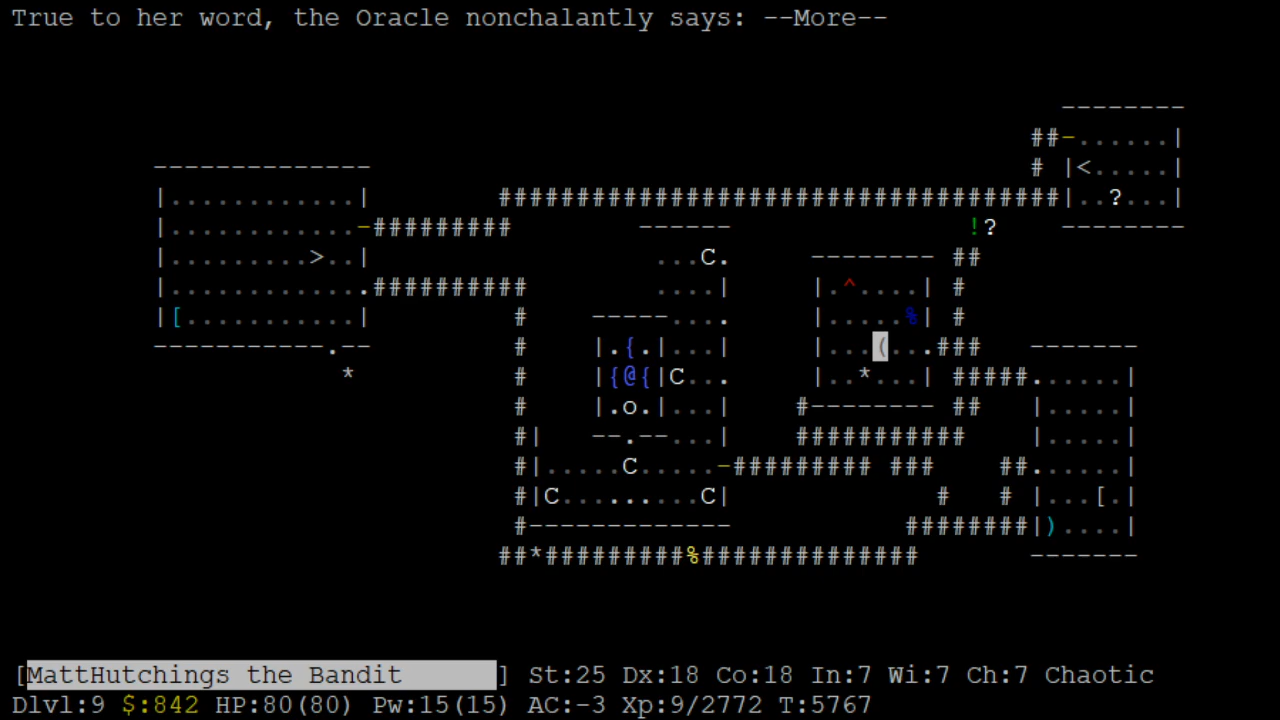 True to her word, the Oracle nonchalantly says: --More--
--------
##-......|
-------------- # |<.....|
|............| ####################################|..?...|
|............-######### ------ !? --------
|.........>..| ...C. -------- ##
|.............########## ....| |.^....| #
|[...........| # -----.... |.....%| #
-----------.-- # |.{.|...| |...(...### -------
* # |{@{|C... |..*...| #####.......|
# |.o.|...| #-------- ## |.....|
#| --.--...| ########### |.....|
#|.....C.....-######### ### ##.......|
#|C.........C| # # |...[.|
#------------- ########|)....|
##*#########%############## -------
[MattHutchings the Bandit ] St:25 Dx:18 Co:18 In:7 Wi:7 Ch:7 Chaotic
Dlvl:9 $:842 HP:80(80) Pw:15(15) AC:-3 Xp:9/2772 T:5767